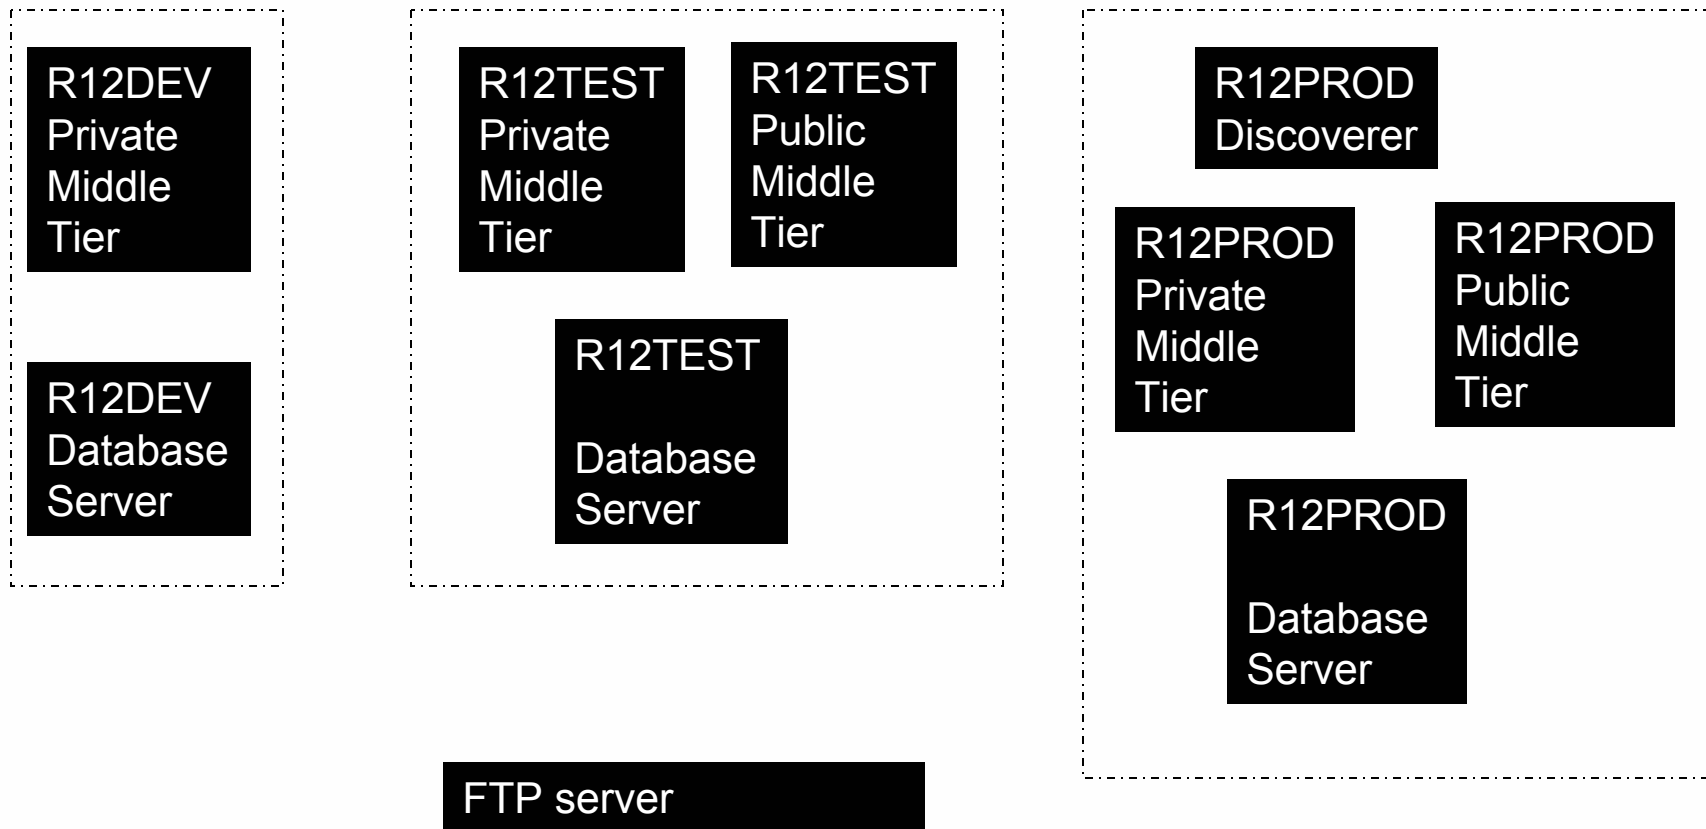 R12DEV
Private
Middle
Tier
R12DEV
Database
Server
R12TEST
Private
Middle
Tier
R12TEST
Public
Middle
Tier
R12TEST
Database
Server
R12PROD
Discoverer
R12PROD
Private
Middle
Tier
R12PROD
Public
Middle
Tier
R12PROD
Database
Server
FTP server